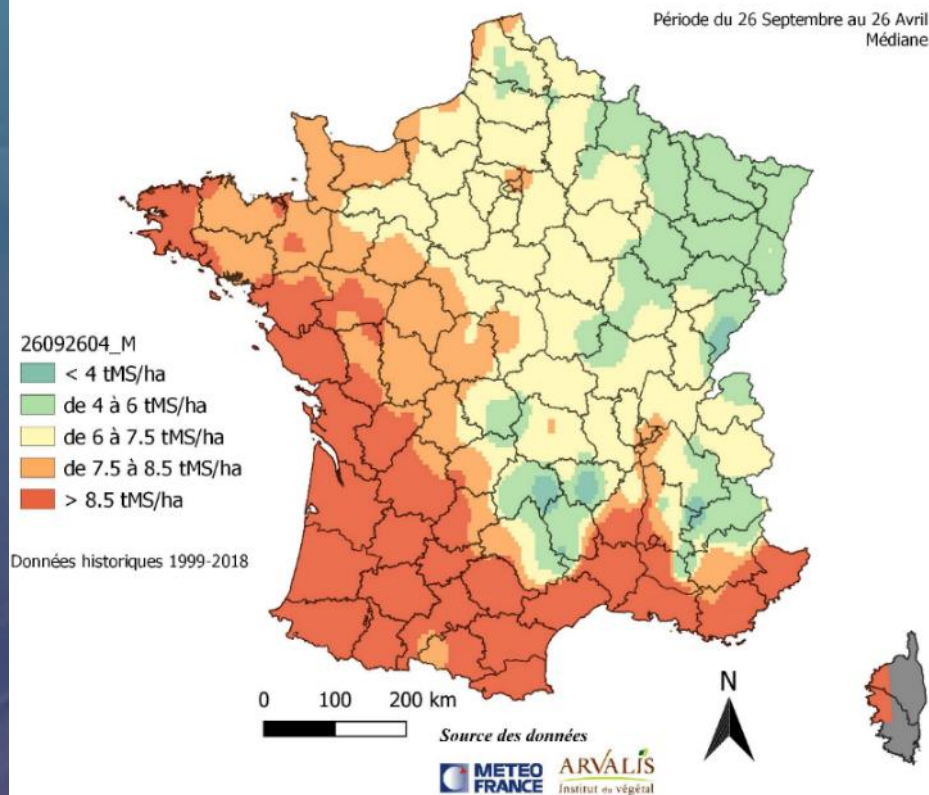 Période du 26 Septembre au 26 Avril
Médiane
26092604_M
< 4 tMS/ha
de 4 à 6 tMS/ha
de 6 à 7.5 tMS/ha
de 7.5 à 8.5 tMS/ha
> 8.5 tMS/ha
Données historiques 1999-2018
0 100 200 km
N
Source des données
METEO FRANCE
ARVALIS
Institut du végétal